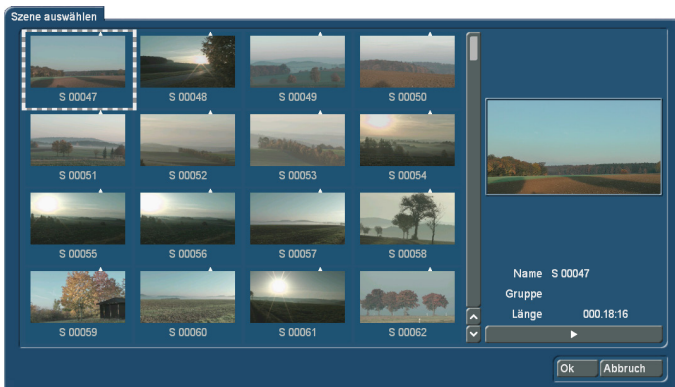 Szene auswählen
S 00047
S 00048
S 00049
S 00050
S 00051
S 00052
S 00053
S 00054
S 00055
S 00056
S 00057
S 00058
S 00059
S 00060
S 00061
S 00062
Name S 00047
Gruppe
Länge 000.18:16
Ok
Abbruch